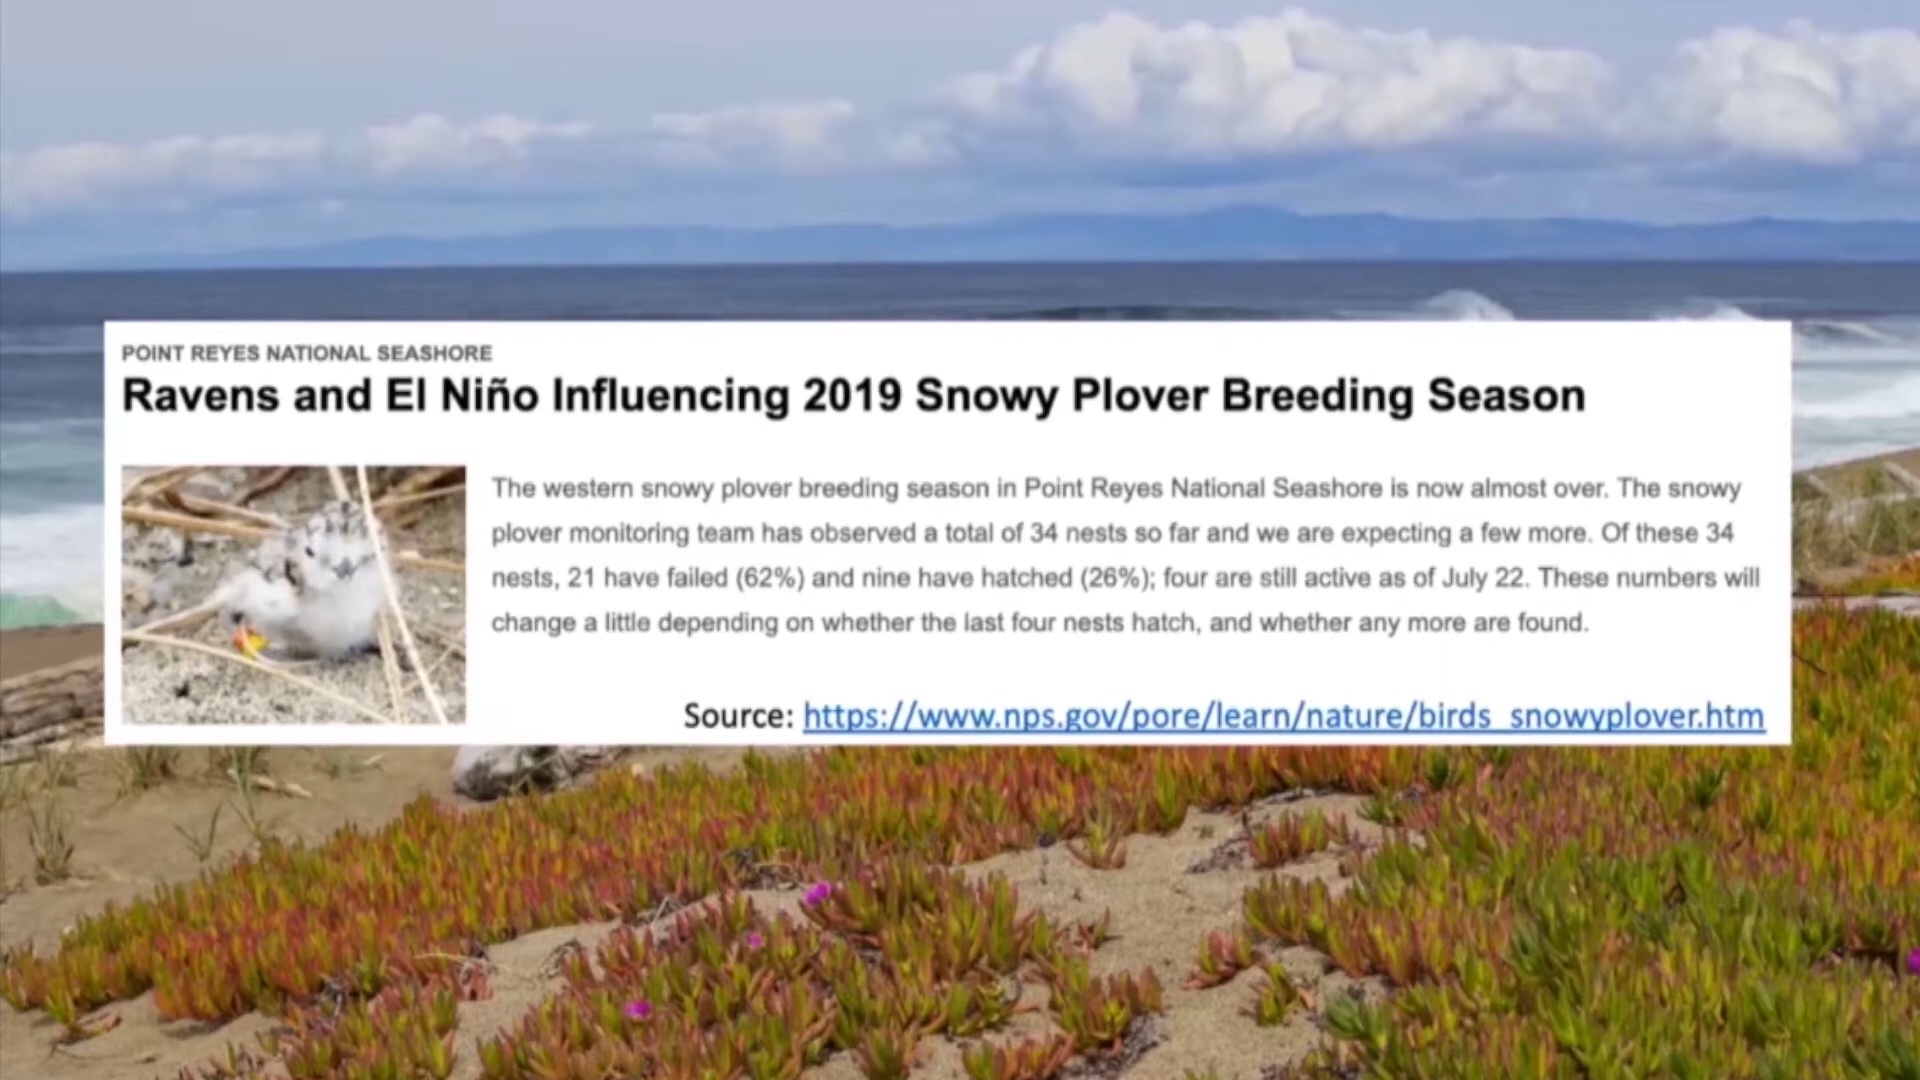 POINT REYES NATIONAL SEASHORE
Ravens and El Niño Influencing 2019 Snowy Plover Breeding Season
The western snowy plover breeding season in Point Reyes National Seashore is now almost over. The snowy
plover monitoring team has observed a total of 34 nests so far and we are expecting a few more. Of these 34
nests, 21 have failed (62%) and nine have hatched (26%); four are still active as of July 22. These numbers will
change a little depending on whether the last four nests hatch, and whether any more are found.
Source: https://www.nps.gov/pore/learn/nature/birds_snowyplover.htm